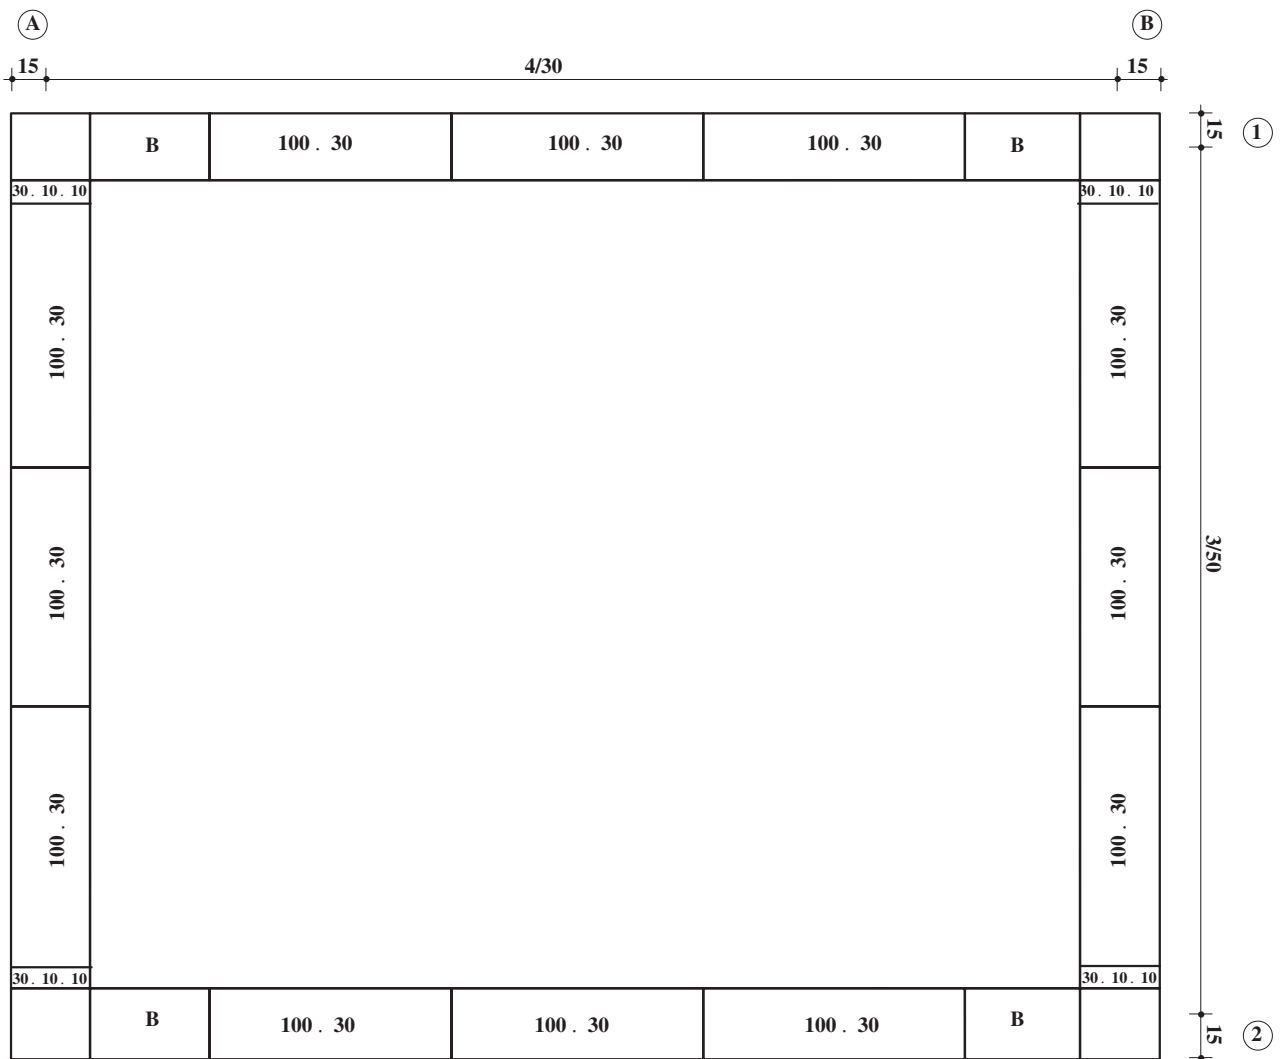 A B
15 4/30 15
B 100 . 30 100 . 30 100 . 30 B 15 1
30 . 10 . 10 30 . 10 . 10
100 . 30 100 . 30
100 . 30 100 . 30 3/50
100 . 30 100 . 30
30 . 10 . 10 30 . 10 . 10
B 100 . 30 100 . 30 100 . 30 B 15 2